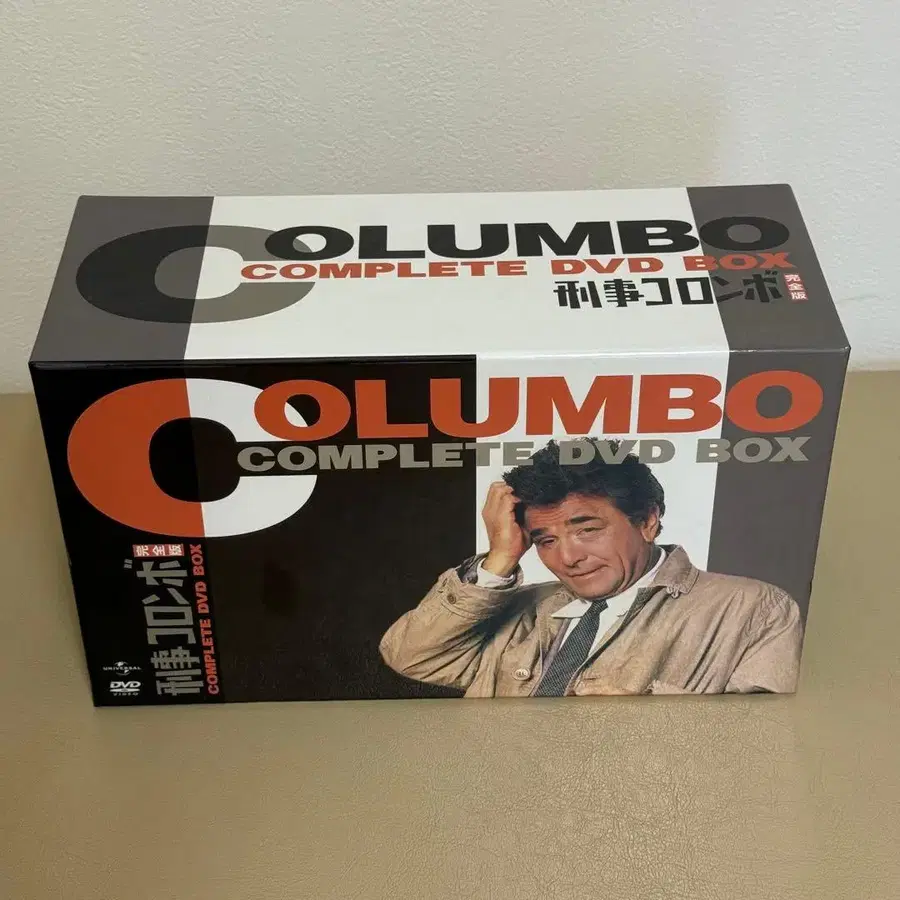 COLUMBO
COMPLETE DVD BOX
刑事コロンボ 完全版
COLUMBO
COMPLETE DVD BOX
刑事コロンボ 完全版
COMPLETE DVD BOX
UNIVERSAL
DVD
VIDEO